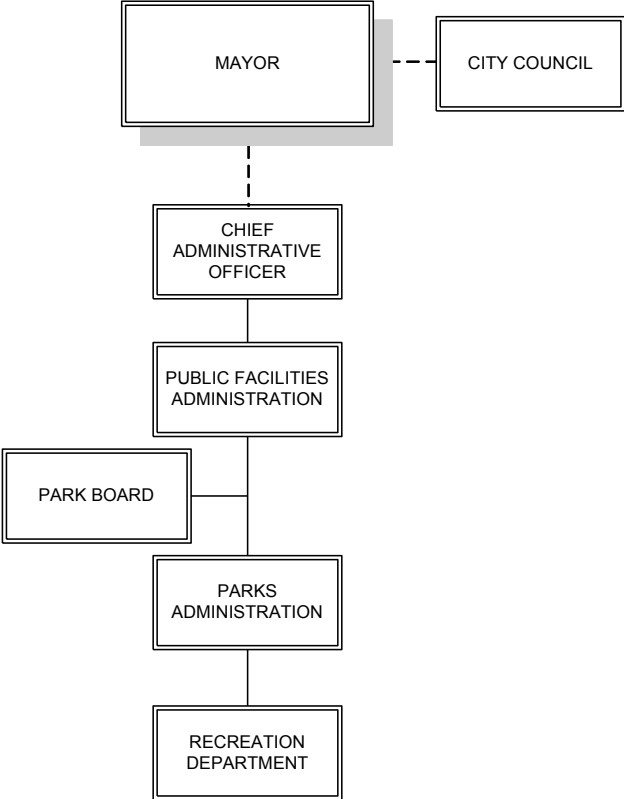 MAYOR
CITY COUNCIL
CHIEF
ADMINISTRATIVE
OFFICER
PUBLIC FACILITIES
ADMINISTRATION
PARK BOARD
PARKS
ADMINISTRATION
RECREATION
DEPARTMENT